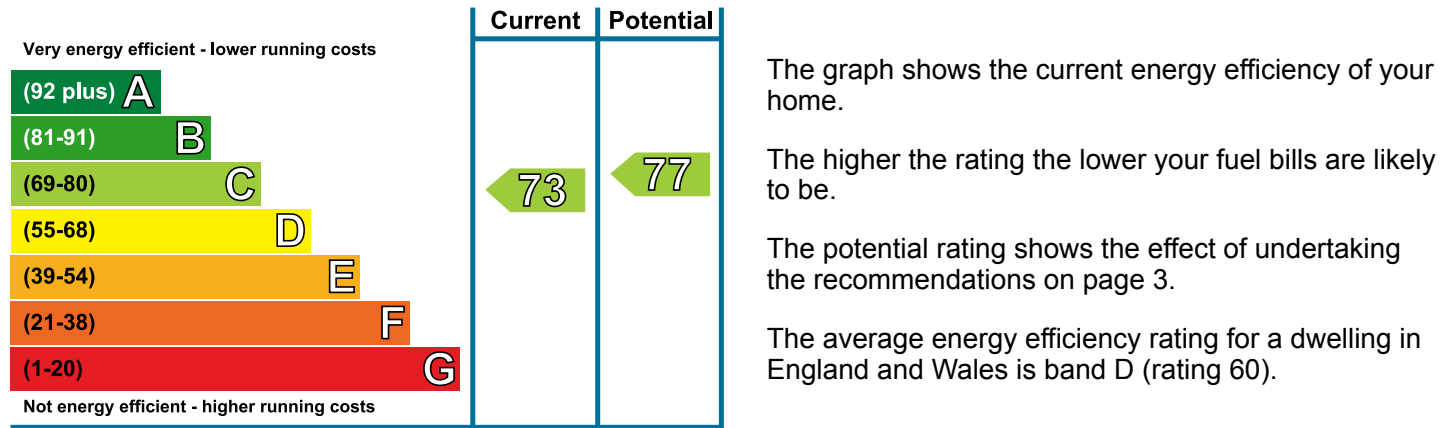 Current Potential
Very energy efficient - lower running costs
(92 plus) A
(81-91) B
(69-80) C
(55-68) D
(39-54) E
(21-38) F
(1-20) G
Not energy efficient - higher running costs
73
77
The graph shows the current energy efficiency of your
home.
The higher the rating the lower your fuel bills are likely
to be.
The potential rating shows the effect of undertaking
the recommendations on page 3.
The average energy efficiency rating for a dwelling in
England and Wales is band D (rating 60).